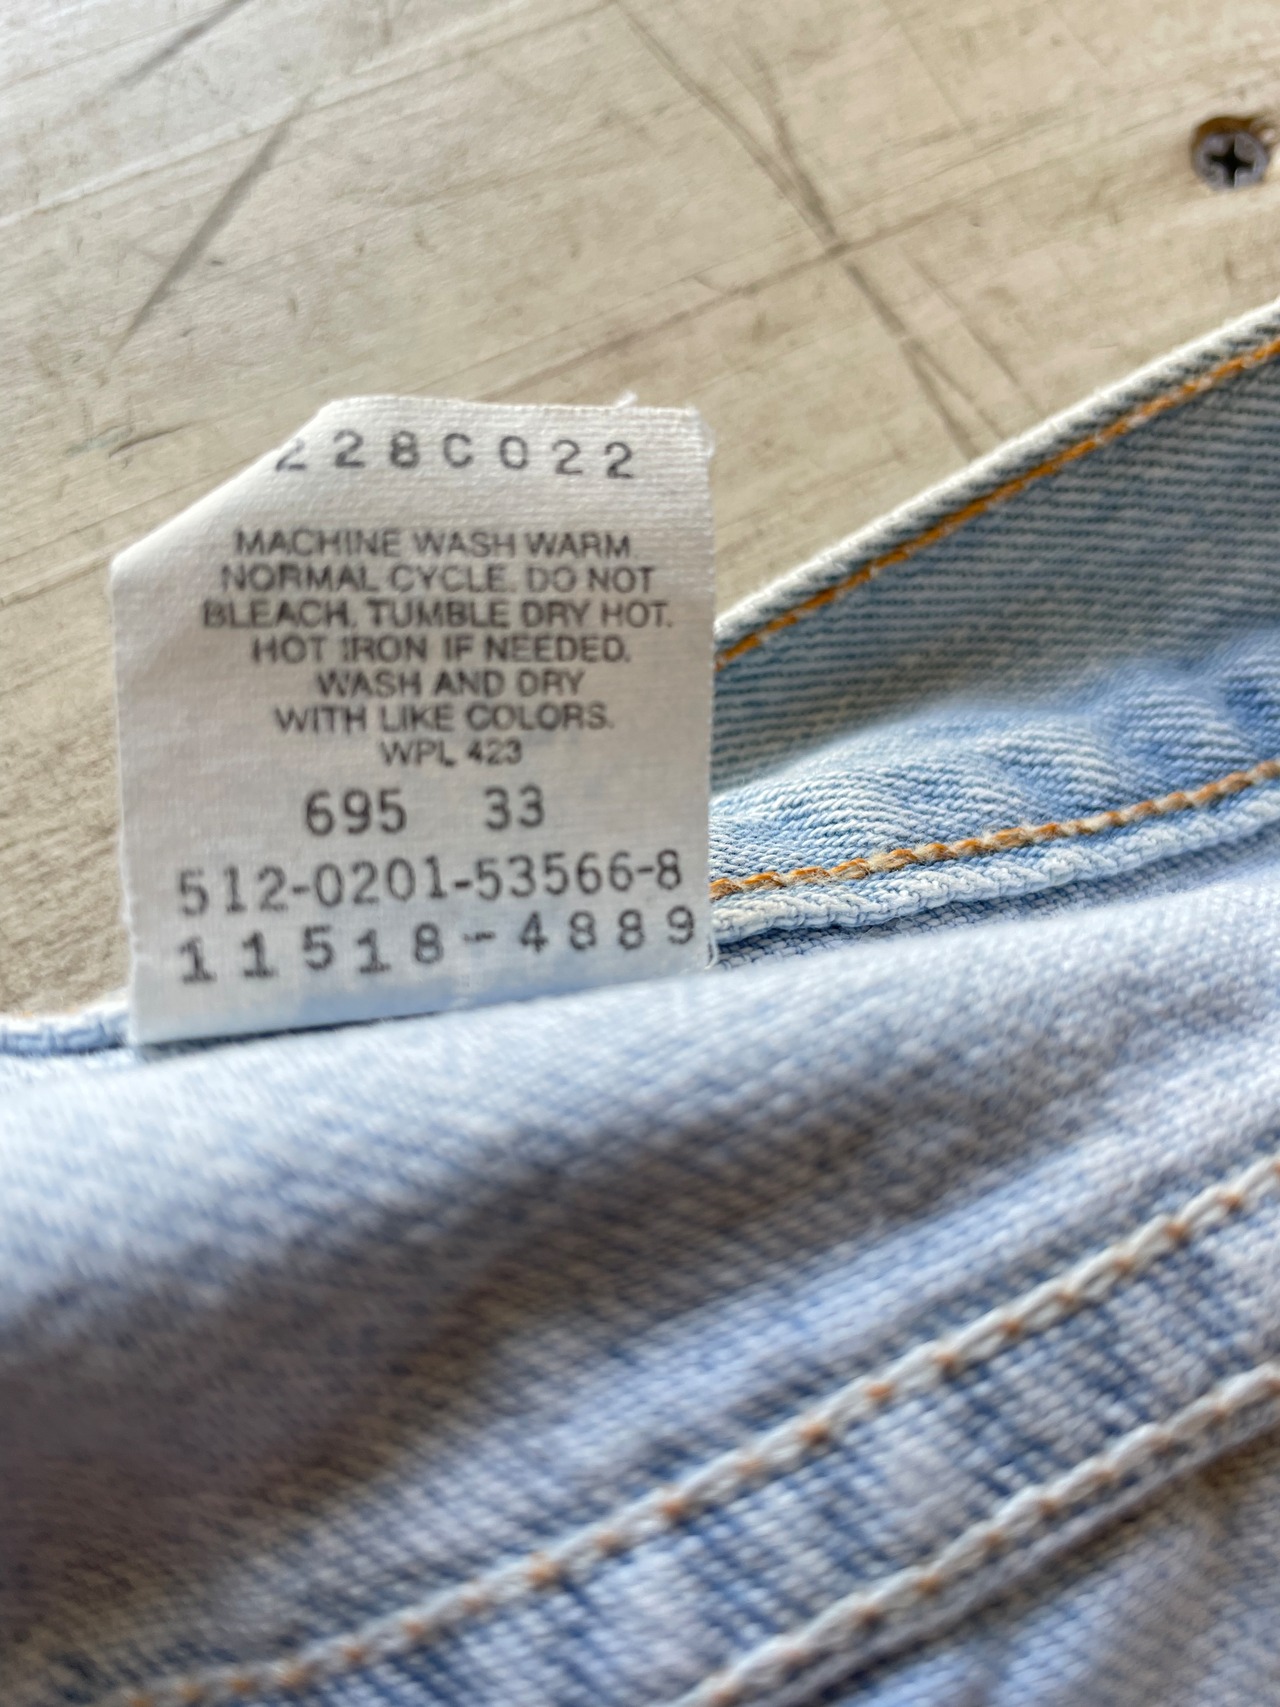 228C022
MACHINE WASH WARM
NORMAL CYCLE. DO NOT
BLEACH. TUMBLE DRY HOT.
HOT IRON IF NEEDED.
WASH AND DRY
WITH LIKE COLORS.
WPL 423
695 33
512-0201-53566-8
11518-4889